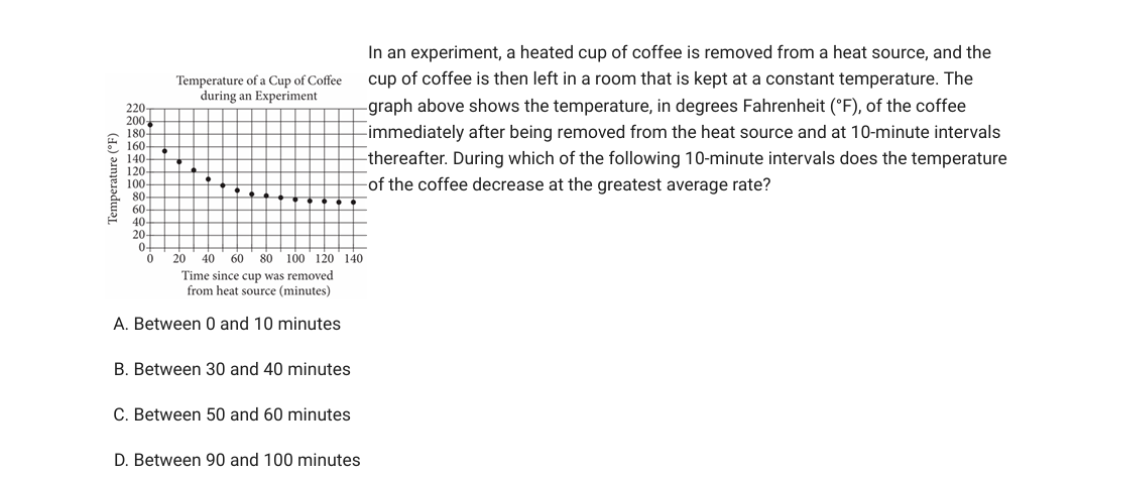 In an experiment, a heated cup of coffee is removed from a heat source, and the
cup of coffee is then left in a room that is kept at a constant temperature. The
graph above shows the temperature, in degrees Fahrenheit (°F), of the coffee
immediately after being removed from the heat source and at 10-minute intervals
thereafter. During which of the following 10-minute intervals does the temperature
of the coffee decrease at the greatest average rate?
Temperature of a Cup of Coffee
during an Experiment
Temperature (°F)
220
200
180
160
140
120
100
80
60
40
20
0
0 20 40 60 80 100 120 140
Time since cup was removed
from heat source (minutes)
A. Between 0 and 10 minutes
B. Between 30 and 40 minutes
C. Between 50 and 60 minutes
D. Between 90 and 100 minutes